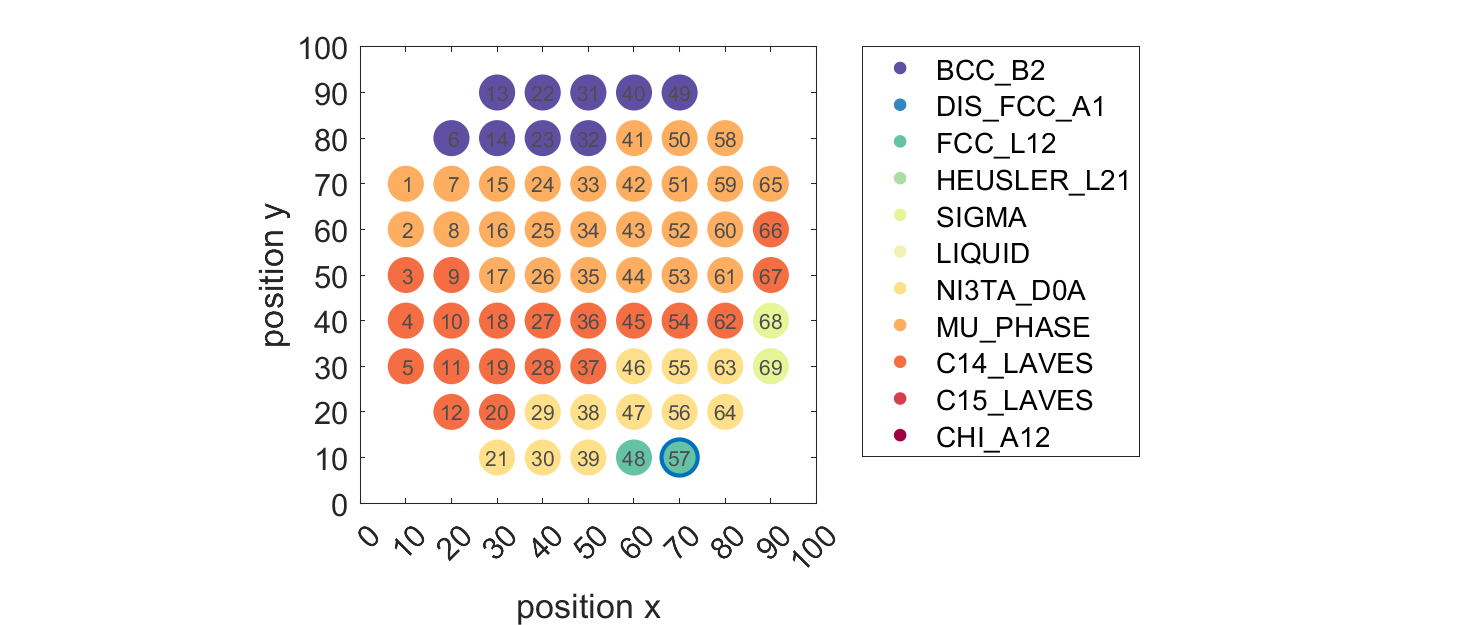 100
90
80
70
60
50
40
30
20
10
0
position y
13 22 31 40 49
6 14 23 32 41 50 58
1 7 15 24 33 42 51 59 65
2 8 16 25 34 43 52 60 66
3 9 17 26 35 44 53 61 67
4 10 18 27 36 45 54 62 68
5 11 19 28 37 46 55 63 69
12 20 29 38 47 56 64
21 30 39 48 57
0 10 20 30 40 50 60 70 80 90 100
position x
BCC_B2
DIS_FCC_A1
FCC_L12
HEUSLER_L21
SIGMA
LIQUID
NI3TA_D0A
MU_PHASE
C14_LAVES
C15_LAVES
CHI_A12